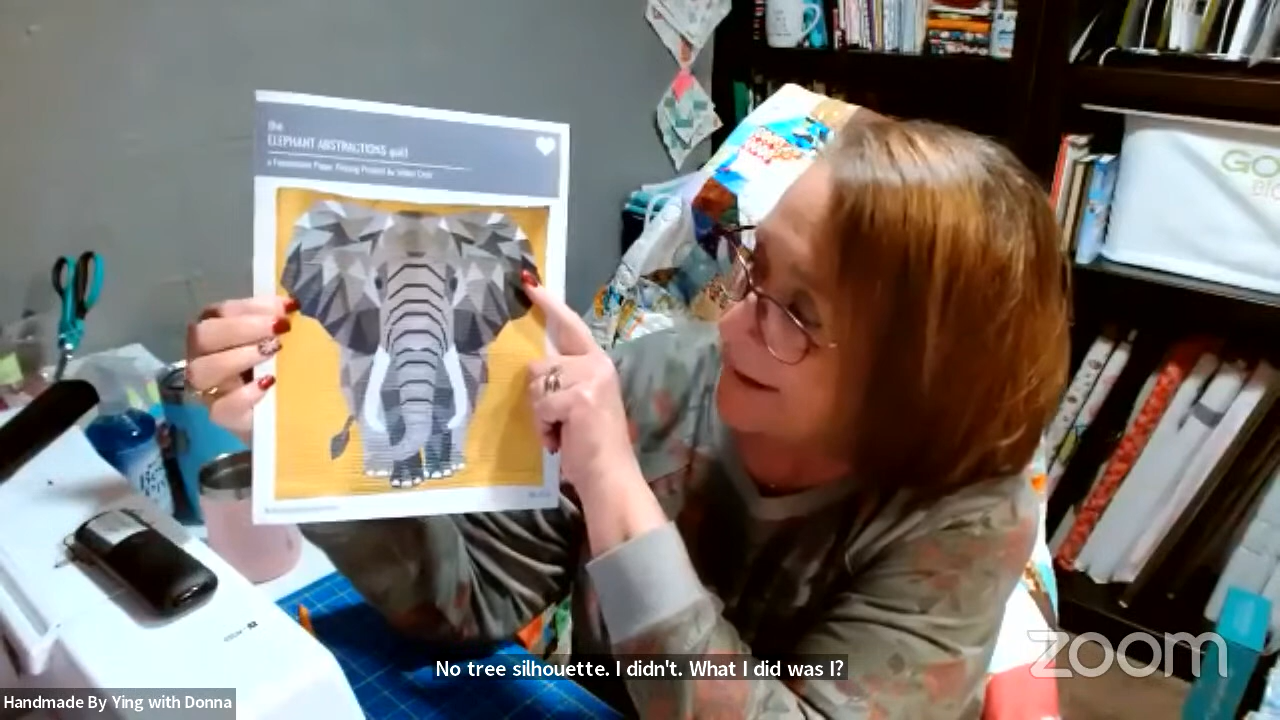 the
ELEPHANT ABSTRACTIONS quilt
a Foundation Paper Piecing Project by Violet Craft
GO
No tree silhouette. I didn't. What I did was I?
zoom
Handmade By Ying with Donna